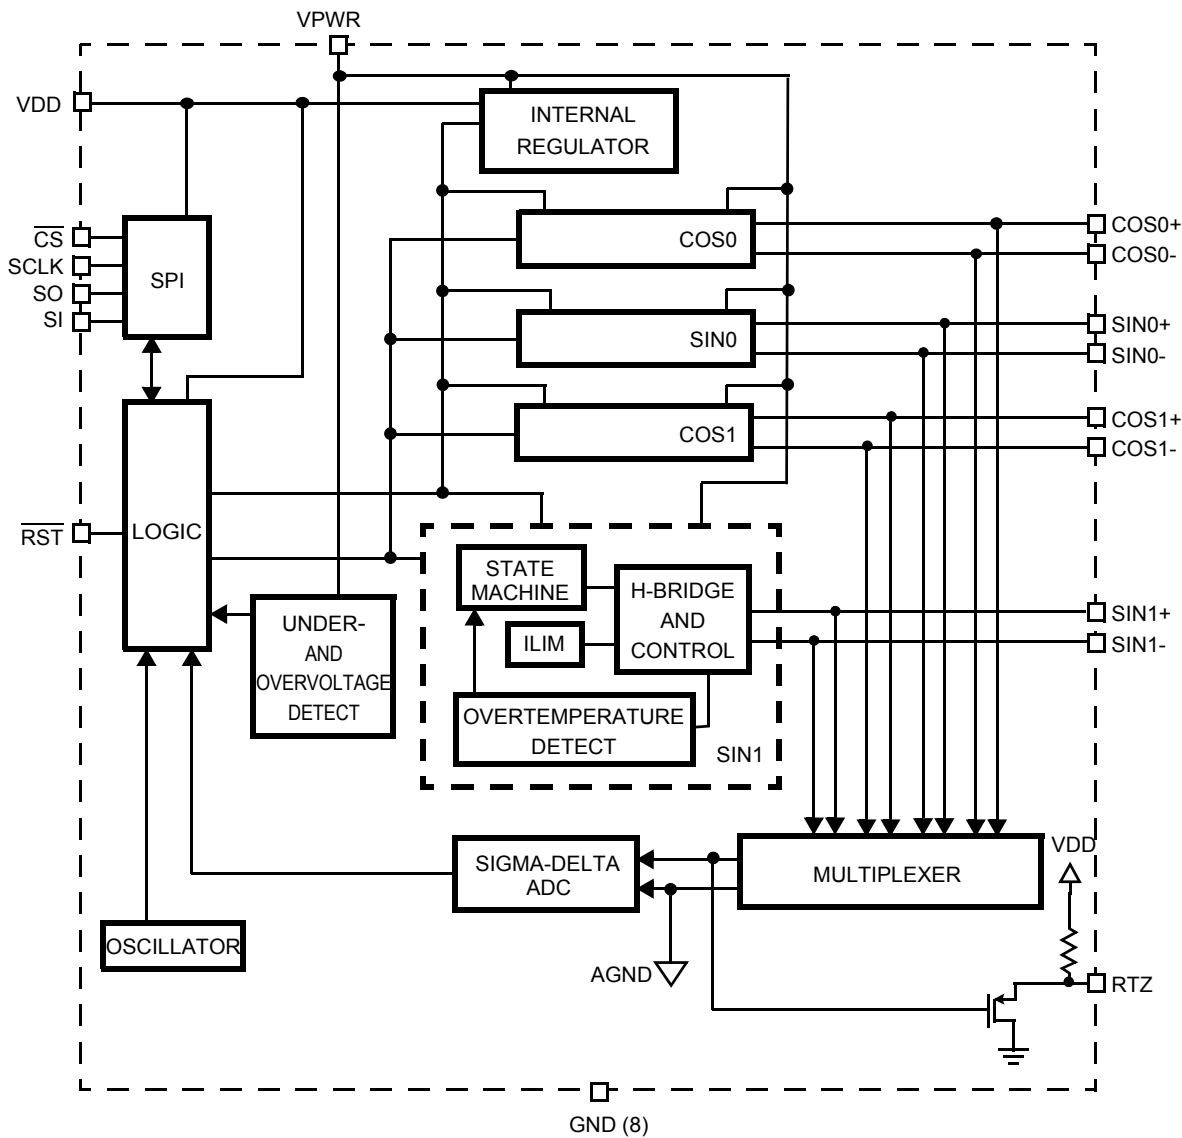 VPWR
VDD
INTERNAL
REGULATOR
CS
SCLK
SO
SI
SPI
COS0
COS0+
COS0-
SIN0
SIN0+
SIN0-
COS1
COS1+
COS1-
RST
LOGIC
STATE
MACHINE
H-BRIDGE
AND
CONTROL
ILIM
SIN1+
SIN1-
UNDER-
AND
OVERVOLTAGE
DETECT
OVERTEMPERATURE
DETECT
SIN1
SIGMA-DELTA
ADC
MULTIPLEXER
VDD
OSCILLATOR
AGND
RTZ
GND (8)